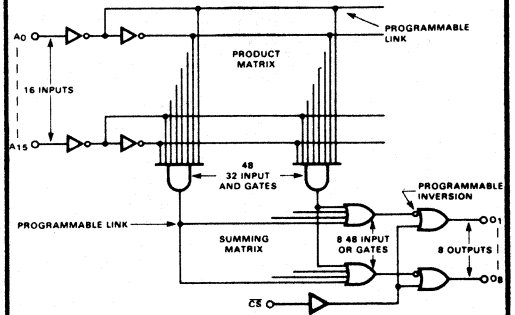 A0
PROGRAMMABLE
LINK
PRODUCT
MATRIX
16 INPUTS
A15
48
32 INPUT
AND GATES
PROGRAMMABLE
INVERSION
PROGRAMMABLE LINK
SUMMING
MATRIX
8 48 INPUT
OR GATES
O1
8 OUTPUTS
O8
CS